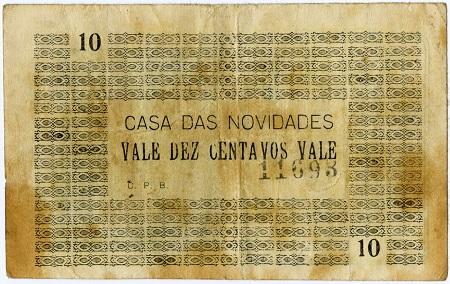 10
CASA DAS NOVIDADES
VALE DEZ CENTAVOS VALE
11693
C. P. B.
10